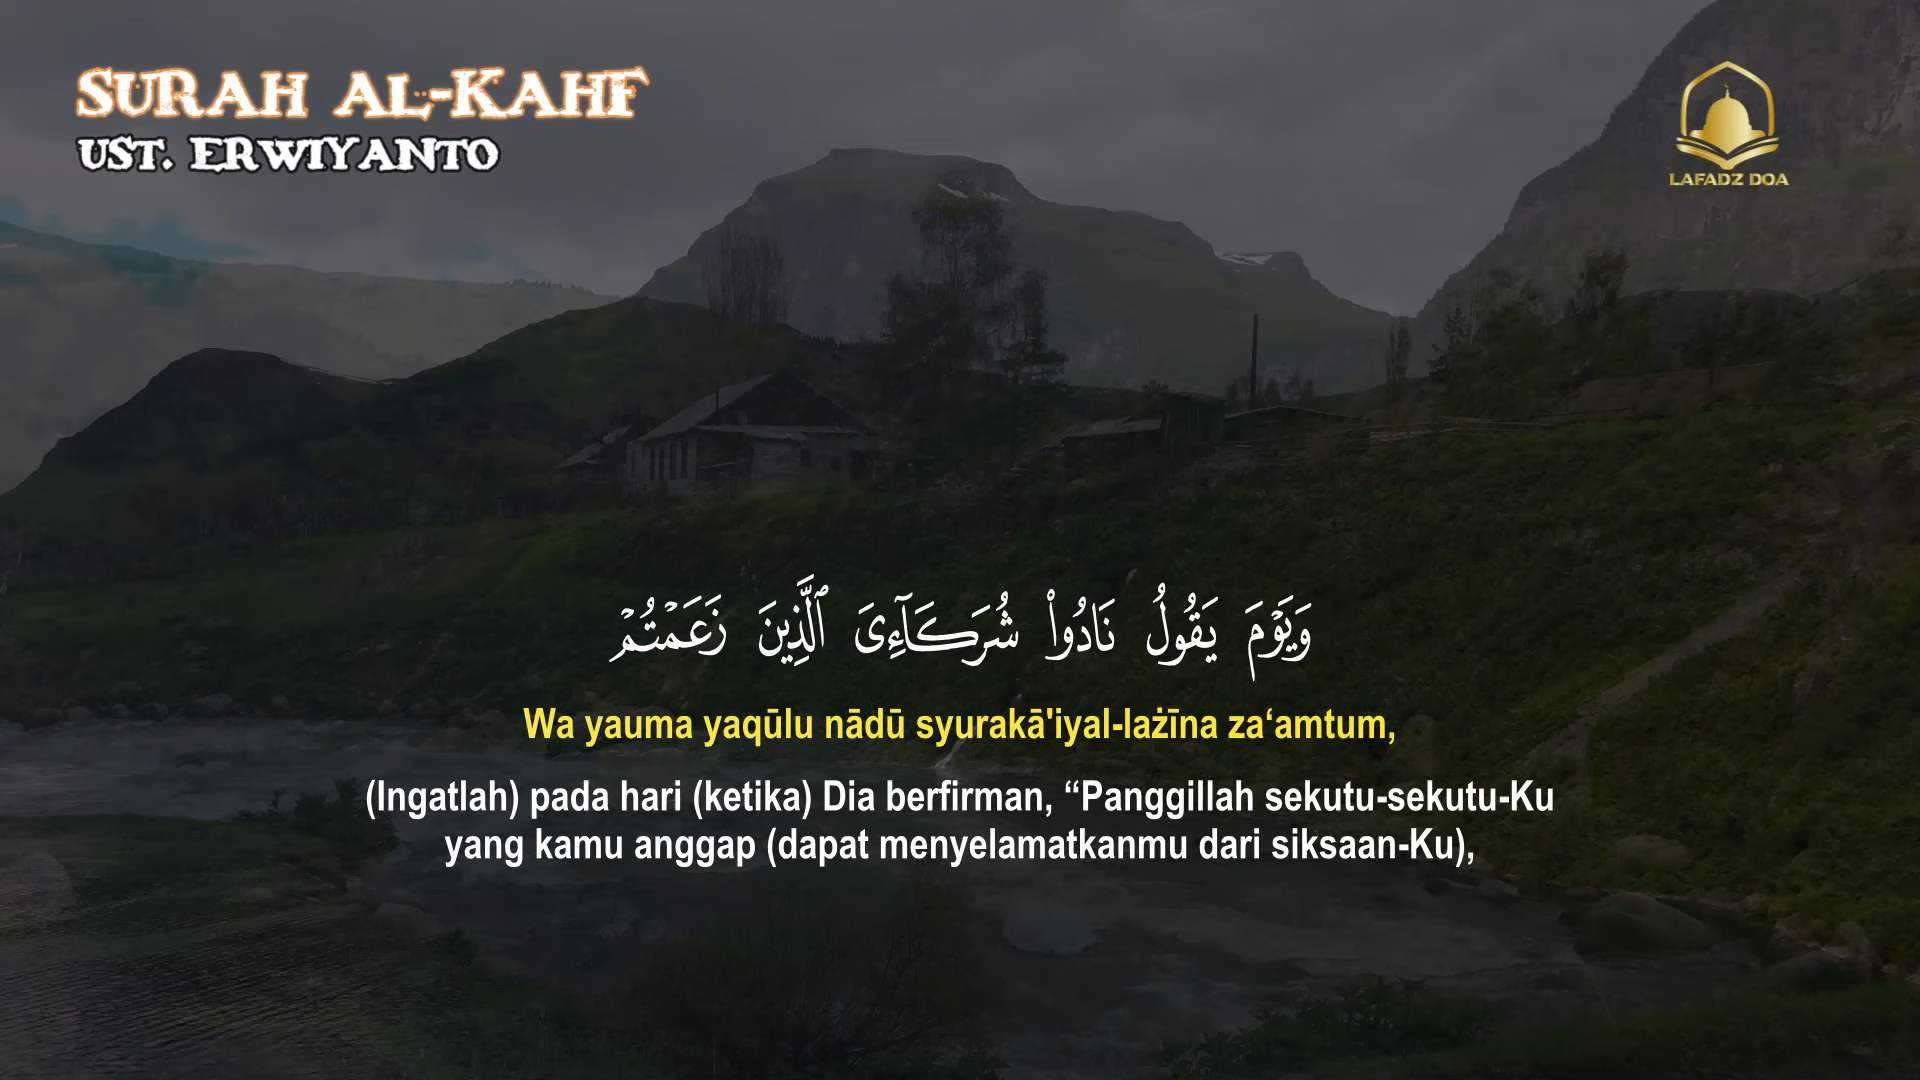 SURAH AL-KAHF
UST. ERWIYANTO
LAFADZ DOA
وَيَوْمَ يَقُولُ نَادُوا۟ شُرَكَآءِىَ ٱلَّذِينَ زَعَمْتُمْ
Wa yauma yaqūlu nādū syurakā'iyal-lażīna za‘amtum,
(Ingatlah) pada hari (ketika) Dia berfirman, “Panggillah sekutu-sekutu-Ku
yang kamu anggap (dapat menyelamatkanmu dari siksaan-Ku),